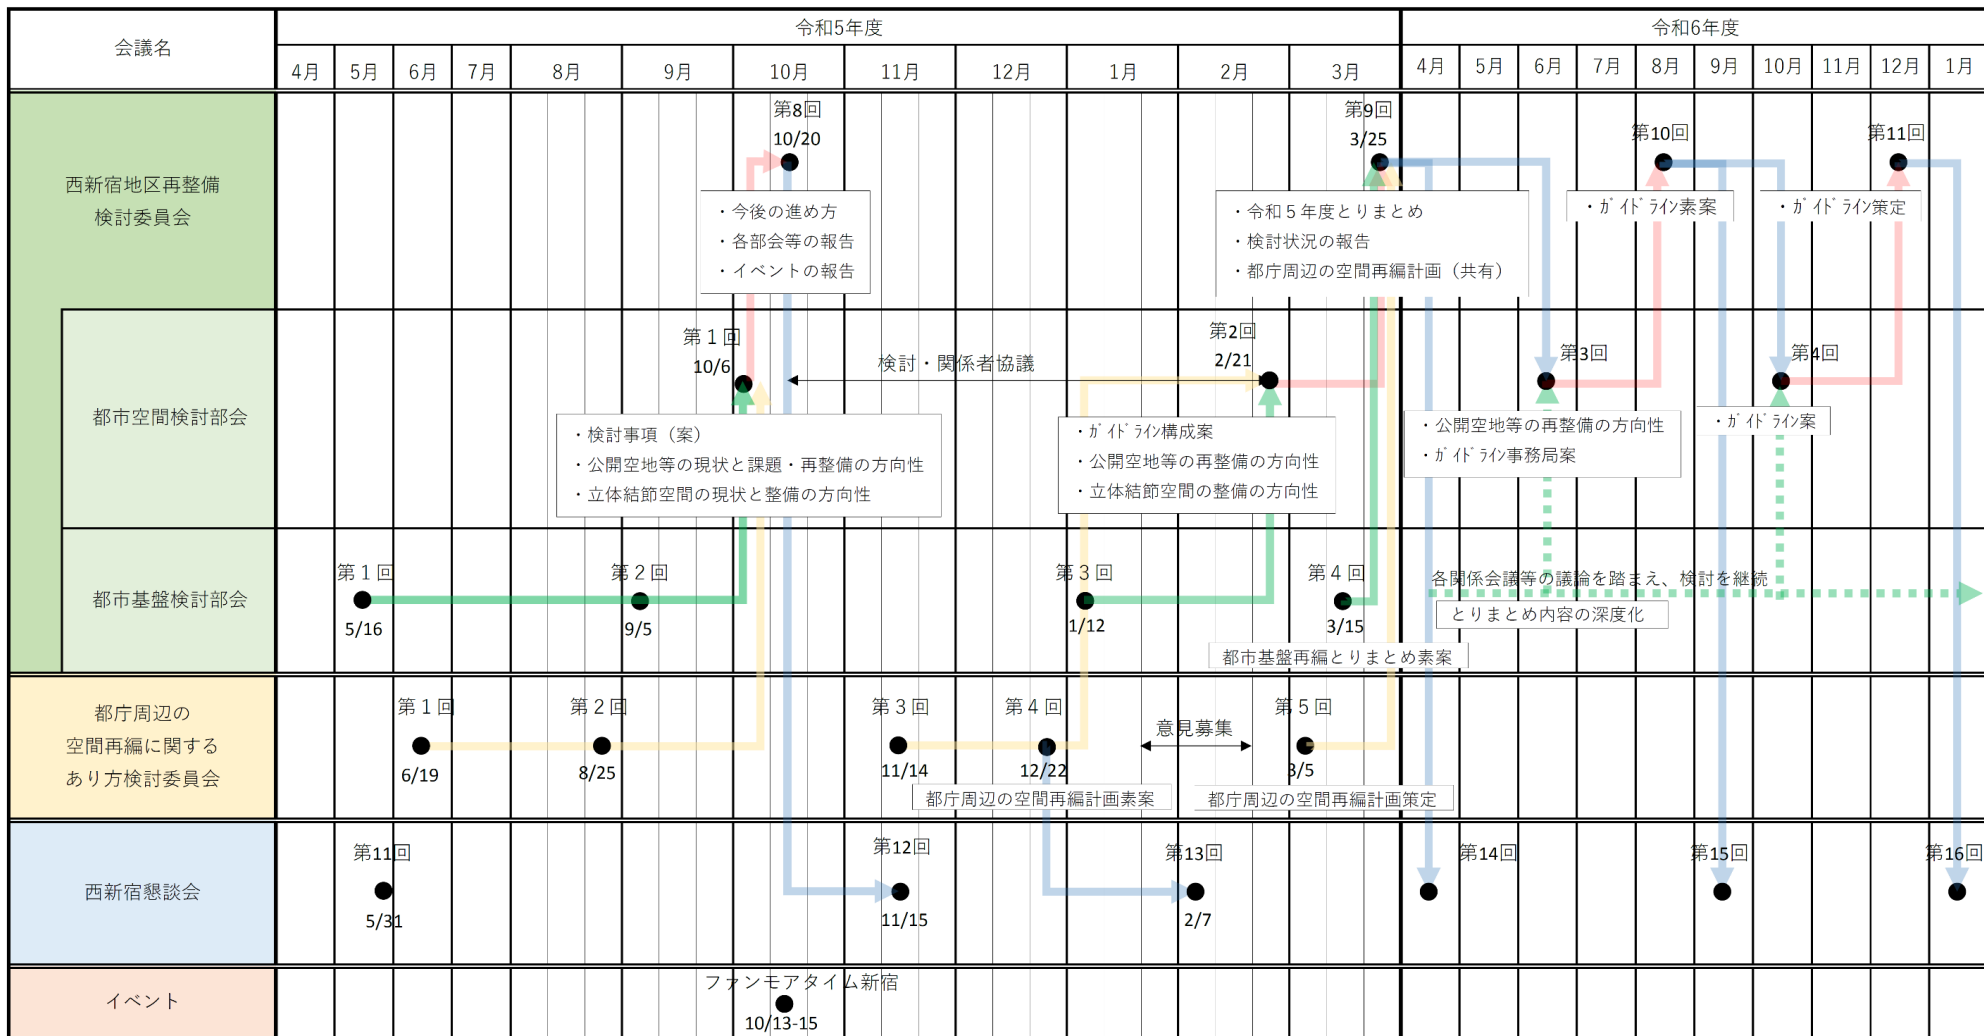 会議名
令和5年度
令和6年度
4月
5月
6月
7月
8月
9月
10月
11月
12月
1月
2月
3月
4月
5月
6月
7月
8月
9月
10月
11月
12月
1月
西新宿地区再整備
検討委員会
第8回
10/20
・今後の進め方
・各部会等の報告
・イベントの報告
第9回
3/25
・令和５年度とりまとめ
・検討状況の報告
・都庁周辺の空間再編計画（共有）
第10回
・ｶﾞｲﾄﾞﾗｲﾝ素案
第11回
・ｶﾞｲﾄﾞﾗｲﾝ策定
都市空間検討部会
第１回
10/6
・検討事項（案）
・公開空地等の現状と課題・再整備の方向性
・立体結節空間の現状と整備の方向性
検討・関係者協議
第2回
2/21
・ｶﾞｲﾄﾞﾗｲﾝ構成案
・公開空地等の再整備の方向性
・立体結節空間の整備の方向性
第3回
・公開空地等の再整備の方向性
・ｶﾞｲﾄﾞﾗｲﾝ事務局案
第4回
・ｶﾞｲﾄﾞﾗｲﾝ案
都市基盤検討部会
第１回
5/16
第２回
9/5
第３回
1/12
第４回
3/15
都市基盤再編とりまとめ素案
各関係会議等の議論を踏まえ、検討を継続
とりまとめ内容の深度化
都庁周辺の
空間再編に関する
あり方検討委員会
第１回
6/19
第２回
8/25
第３回
11/14
第４回
12/22
都庁周辺の空間再編計画素案
意見募集
第５回
3/5
都庁周辺の空間再編計画策定
西新宿懇談会
第11回
5/31
第12回
11/15
第13回
2/7
第14回
第15回
第16回
イベント
ファンモアタイム新宿
10/13-15